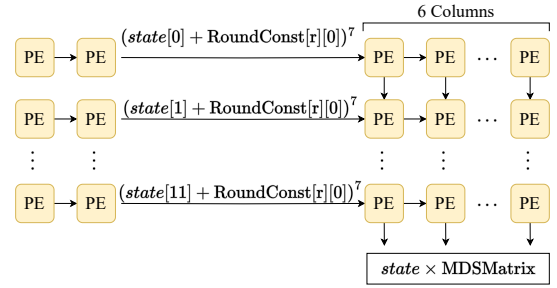 6 Columns
PE PE (state[0] + RoundConst[r][0])⁷ PE PE ... PE
PE PE (state[1] + RoundConst[r][0])⁷ PE PE ... PE
⋮ ⋮ ⋮ ⋮ ⋮
PE PE (state[11] + RoundConst[r][0])⁷ PE PE ... PE
state × MDSMatrix